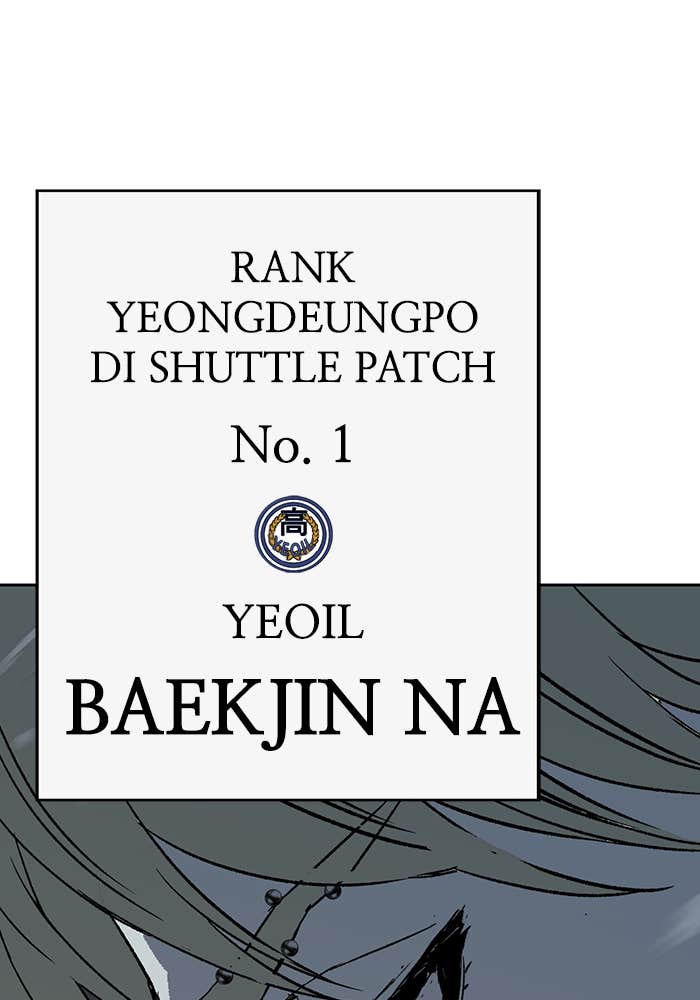 RANK
YEONGDEUNGPO
DI SHUTTLE PATCH
No. 1
高
YEOIL
YEOIL
BAEKJIN NA